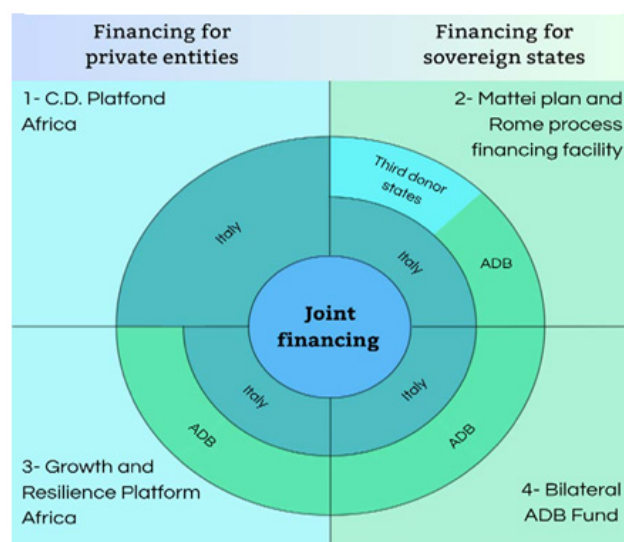 Financing for
private entities
Financing for
sovereign states
1- C.D. Platfond
Africa
2- Mattei plan and
Rome process
financing facility
Third donor
states
Italy
Italy
ADB
Joint
financing
Italy
Italy
ADB
ADB
3- Growth and
Resilience Platform
Africa
4- Bilateral
ADB Fund